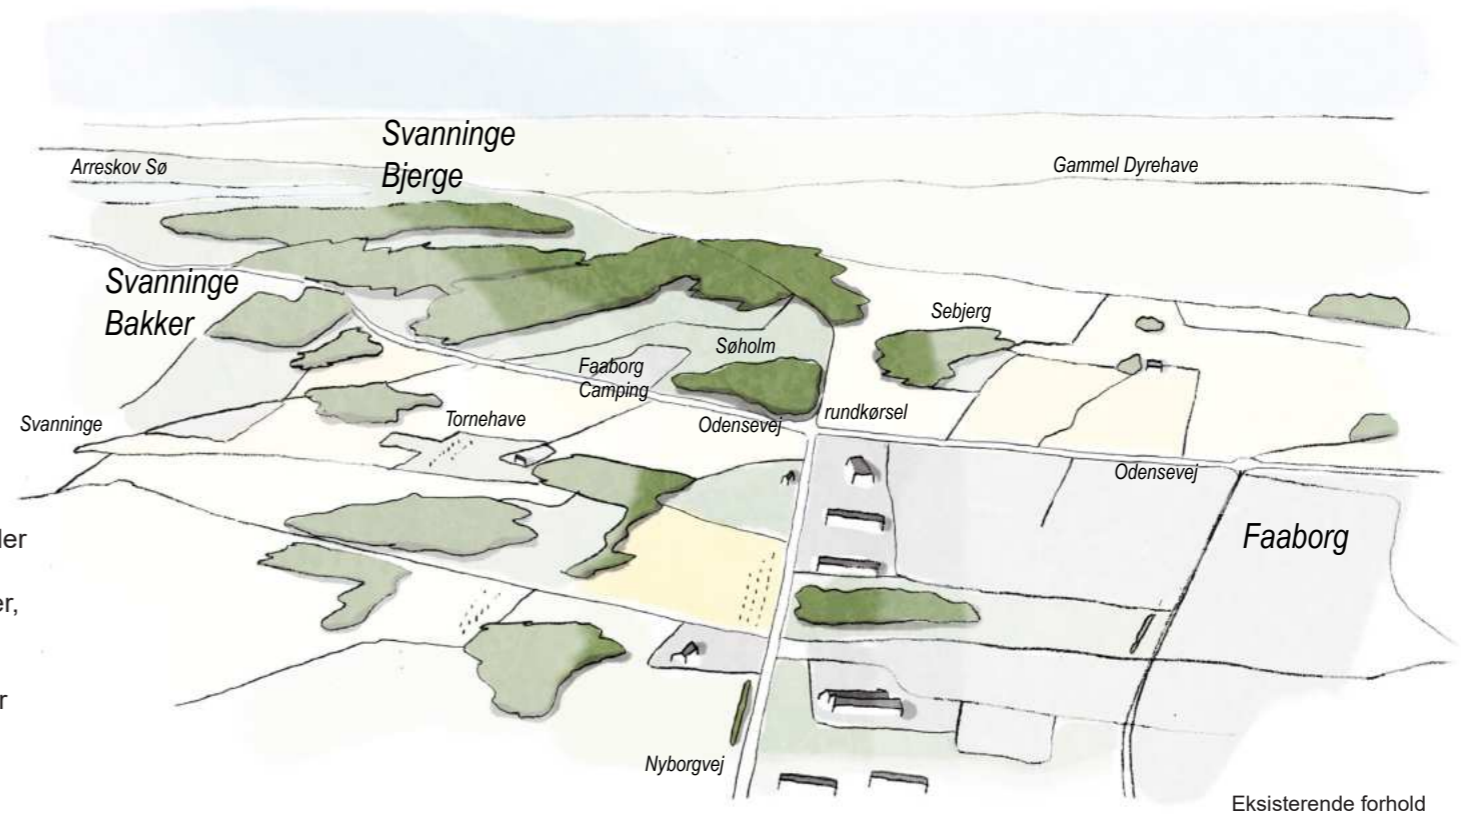 Svanninge
Bjerge
Arreskov Sø
Gammel Dyrehave
Svanninge
Bakker
Sebjerg
Søholm
Faaborg
Camping
Svanninge
Tornehave
Odensevej
rundkørsel
Odensevej
Faaborg
Nyborgvej
Eksisterende forhold